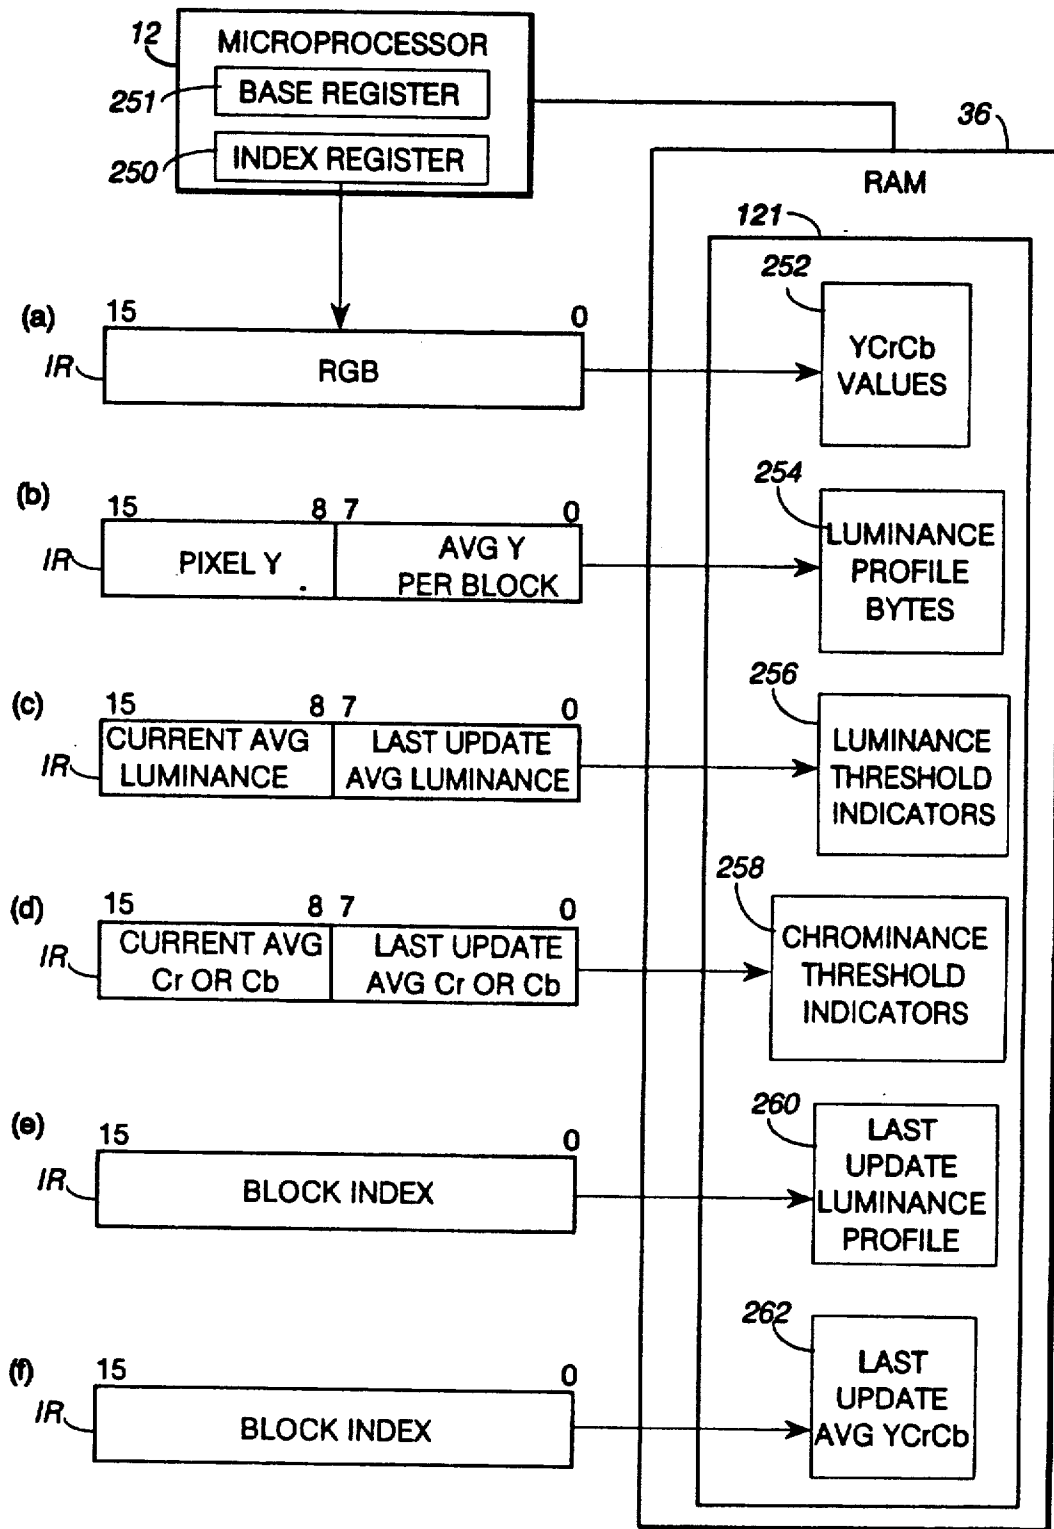 12
MICROPROCESSOR
251
BASE REGISTER
250
INDEX REGISTER
36
RAM
121
(a)
15
0
IR
RGB
252
YCrCb
VALUES
(b)
15
8
7
0
IR
PIXEL Y
AVG Y
PER BLOCK
254
LUMINANCE
PROFILE
BYTES
(c)
15
8
7
0
IR
CURRENT AVG
LUMINANCE
LAST UPDATE
AVG LUMINANCE
256
LUMINANCE
THRESHOLD
INDICATORS
(d)
15
8
7
0
IR
CURRENT AVG
Cr OR Cb
LAST UPDATE
AVG Cr OR Cb
258
CHROMINANCE
THRESHOLD
INDICATORS
(e)
15
0
IR
BLOCK INDEX
260
LAST
UPDATE
LUMINANCE
PROFILE
(f)
15
0
IR
BLOCK INDEX
262
LAST
UPDATE
AVG YCrCb